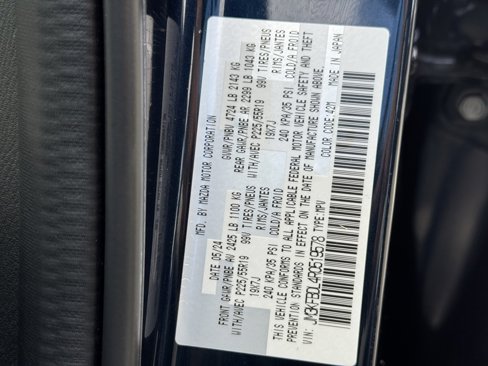 MFD. BY MAZDA MOTOR CORPORATION
DATE 05/24 GVWR/PNBV 4724 LB 2143 KG
FRONT GAWR/PNBE AV 2425 LB 1100 KG REAR GAWR/PNBE AR 2299 LB 1043 KG
WITH/AVEC P225/55R19 99V TIRES/PNEUS WITH/AVEC P225/55R19 99V TIRES/PNEUS
19X7J RIMS/JANTES 19X7J RIMS/JANTES
240 KPA/35 PSI COLD/A FROID 240 KPA/35 PSI COLD/A FROID
THIS VEHICLE CONFORMS TO ALL APPLICABLE FEDERAL MOTOR VEHICLE SAFETY AND THEFT
PREVENTION STANDARDS IN EFFECT ON THE DATE OF MANUFACTURE SHOWN ABOVE.
MADE IN JAPAN
COLOR CODE:42M
VIN: TYPE:MPV